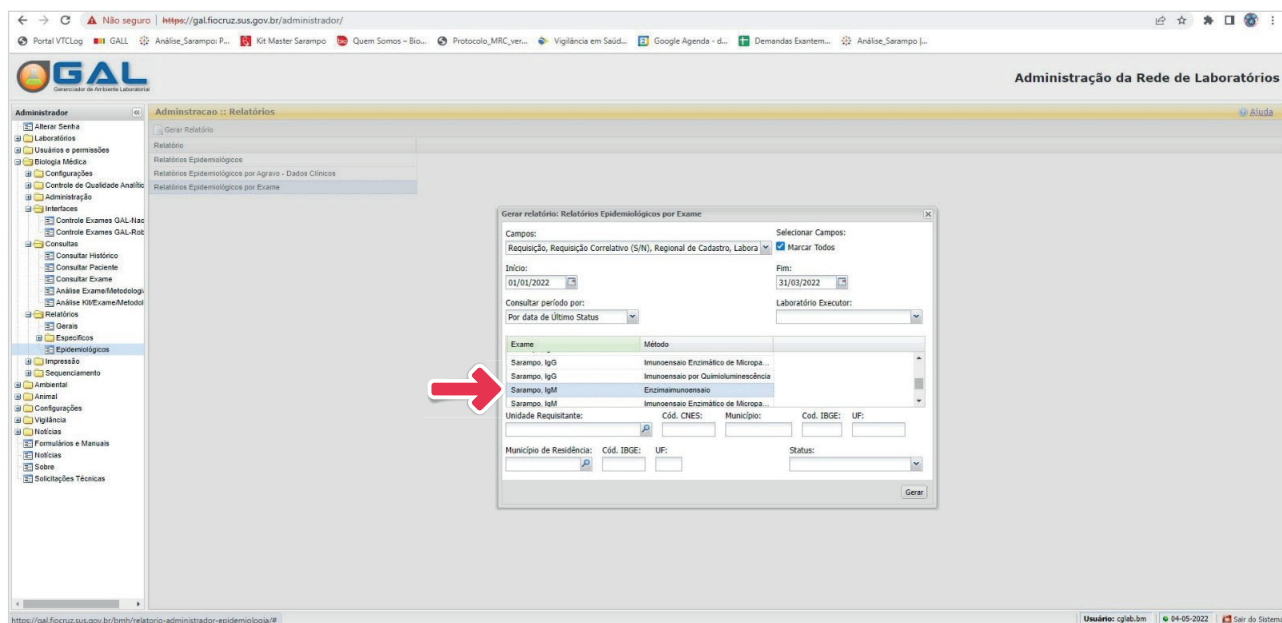 Não seguro | https://gal.fiocruz.sus.gov.br/administrador/
Portal VTCLog GALL Análise_Sarampo: P... Kit Master Sarampo Quem Somos – Bio... Protocolo_MRC_ver... Vigilância em Saúd... Google Agenda - d... Demandas Exantem... Análise_Sarampo |...
GAL
Gerenciador de Ambiente Laboratorial
Administração da Rede de Laboratórios
Administrador
Alterar Senha
Laboratórios
Usuários e permissões
Biologia Médica
Configurações
Controle de Qualidade Analític
Administração
Interfaces
Controle Exames GAL-Nac
Controle Exames GAL-Rob
Consultas
Consultar Histórico
Consultar Paciente
Consultar Exame
Análise Exame/Metodologi
Análise Kit/Exame/Metodol
Relatórios
Gerais
Específicos
Epidemiológicos
Impressão
Sequenciamento
Ambiental
Animal
Configurações
Vigilância
Notícias
Formulários e Manuais
Notícias
Sobre
Solicitações Técnicas
Adminstracao :: Relatórios
Ajuda
Gerar Relatório
Relatório
Relatórios Epidemiológicos
Relatórios Epidemiológicos por Agravo - Dados Clínicos
Relatórios Epidemiológicos por Exame
Gerar relatório: Relatórios Epidemiológicos por Exame
Campos: Selecionar Campos:
Requisição, Requisição Correlativo (S/N), Regional de Cadastro, Labora Marcar Todos
Início: Fim:
01/01/2022 31/03/2022
Consultar período por: Laboratório Executor:
Por data de Último Status
Exame Método
Sarampo, IgG Imunoensaio Enzimático de Micropa...
Sarampo, IgG Imunoensaio por Quimioluminescência
Sarampo, IgM Enzimaimunoensaio
Sarampo, IgM Imunoensaio Enzimático de Micropa...
Unidade Requisitante: Cód. CNES: Município: Cod. IBGE: UF:
Município de Residência: Cód. IBGE: UF: Status:
Gerar
https://gal.fiocruz.sus.gov.br/bmh/relatorio-administrador-epidemiologia/#
Usuário: cglab.bm 04-05-2022 Sair do Sistema